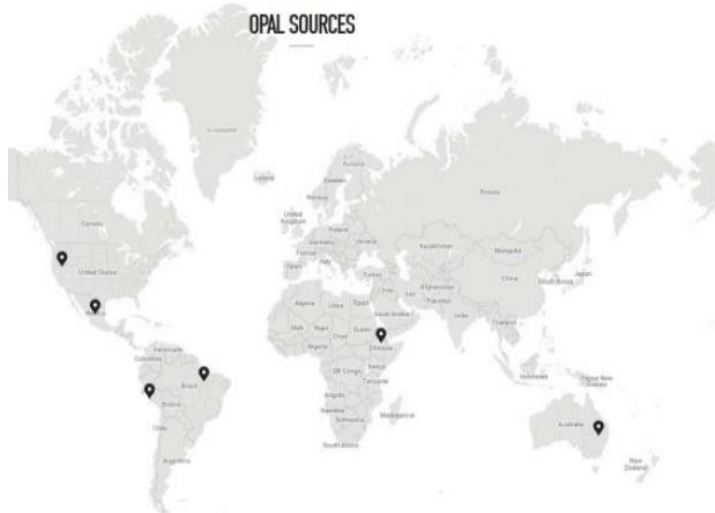 OPAL SOURCES
Greenland
Iceland
Finland
Sweden
Norway
Russia
Canada
United Kingdom
Poland
Germany
Ukraine
France
Kazakhstan
Mongolia
Spain
Italy
Turkey
United States
China
South Korea
Japan
Afghanistan
Pakistan
Iraq
Iran
Algeria
Libya
Egypt
Saudi Arabia
India
Mexico
Mali
Niger
Chad
Sudan
Thailand
Nigeria
Ethiopia
Venezuela
Colombia
DR Congo
Kenya
Tanzania
Indonesia
Papua New
Guinea
Brazil
Bolivia
Angola
Namibia
Botswana
Madagascar
Chile
South Africa
Australia
Argentina
New
Zealand